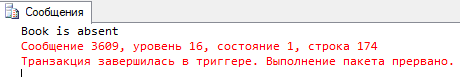 Сообщения
Book is absent
Сообщение 3609, уровень 16, состояние 1, строка 174
Транзакция завершилась в триггере. Выполнение пакета прервано.